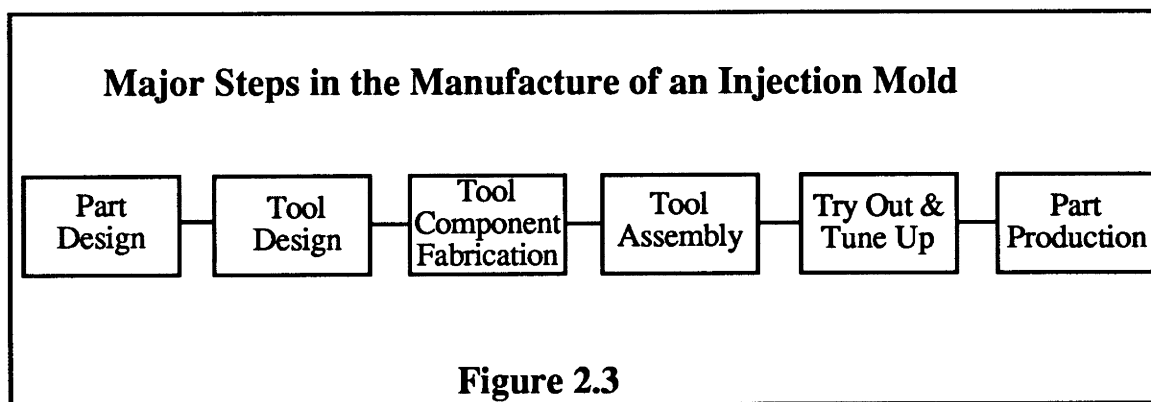 Major Steps in the Manufacture of an Injection Mold
Part
Design
Tool
Design
Tool
Component
Fabrication
Tool
Assembly
Try Out &
Tune Up
Part
Production
Figure 2.3